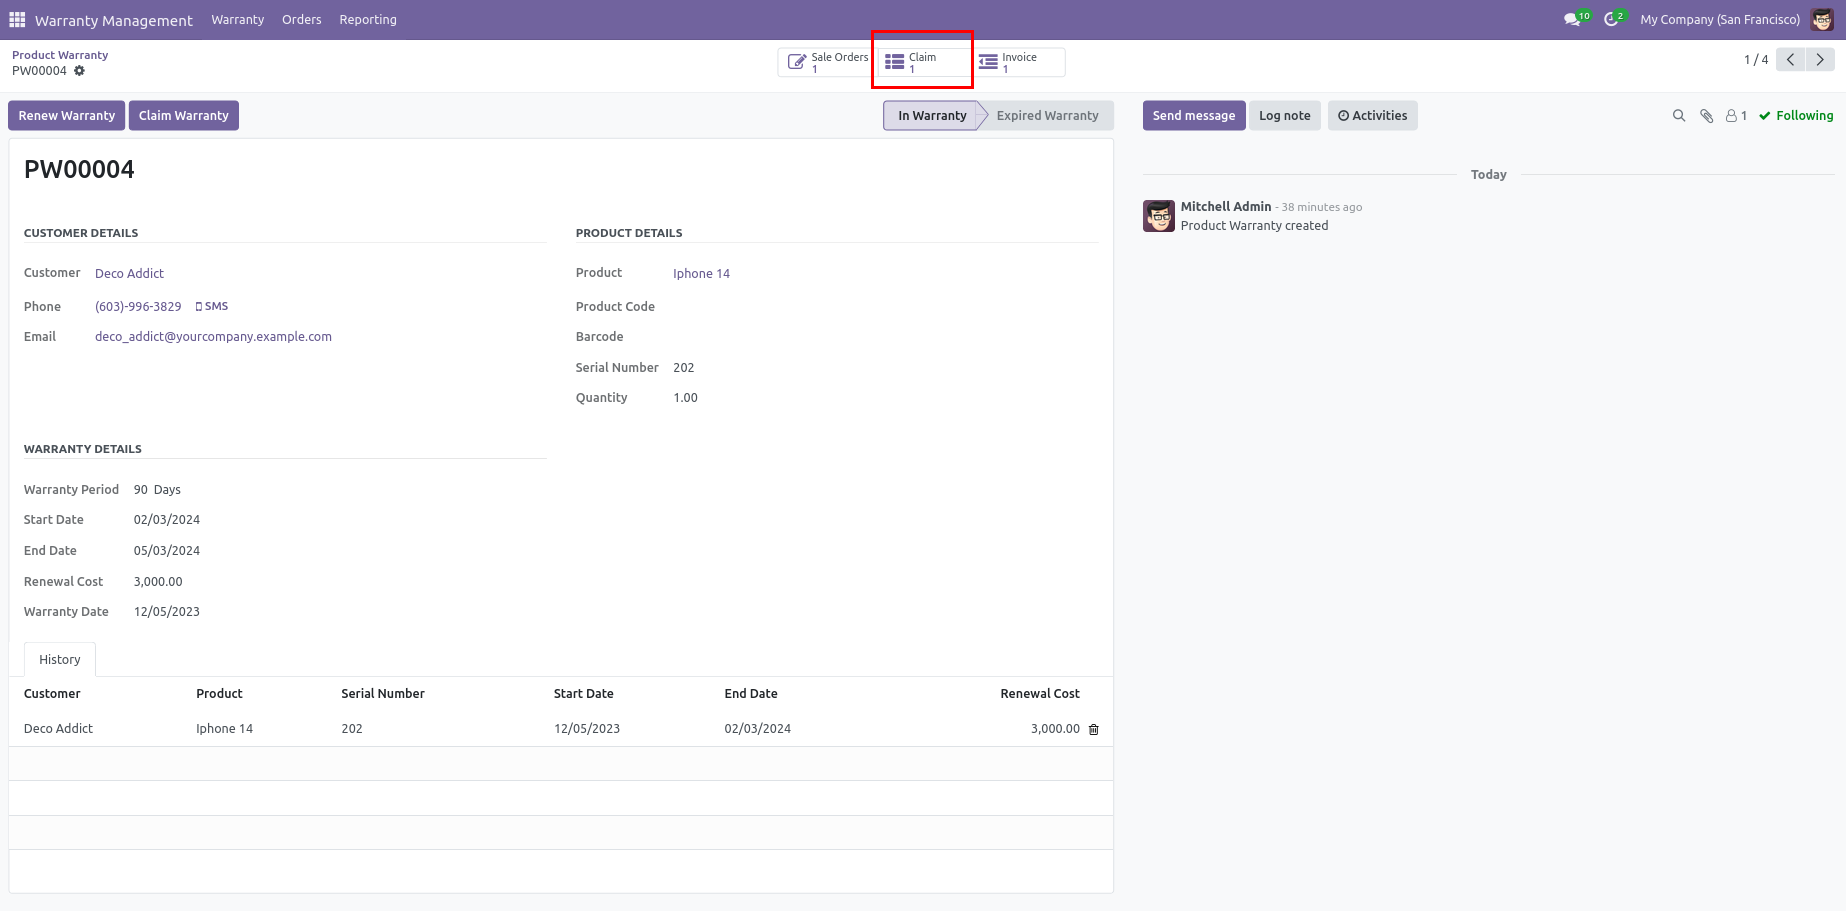 Warranty Management Warranty Orders Reporting 10 2 My Company (San Francisco)
Product Warranty
PW00004
Sale Orders 1
Claim 1
Invoice 1
1 / 4
Renew Warranty Claim Warranty In Warranty Expired Warranty Send message Log note Activities 1 Following
PW00004
CUSTOMER DETAILS
Customer Deco Addict
Phone (603)-996-3829 SMS
Email deco_addict@yourcompany.example.com
PRODUCT DETAILS
Product Iphone 14
Product Code
Barcode
Serial Number 202
Quantity 1.00
WARRANTY DETAILS
Warranty Period 90 Days
Start Date 02/03/2024
End Date 05/03/2024
Renewal Cost 3,000.00
Warranty Date 12/05/2023
History
Customer Product Serial Number Start Date End Date Renewal Cost
Deco Addict Iphone 14 202 12/05/2023 02/03/2024 3,000.00
Today
Mitchell Admin - 38 minutes ago
Product Warranty created